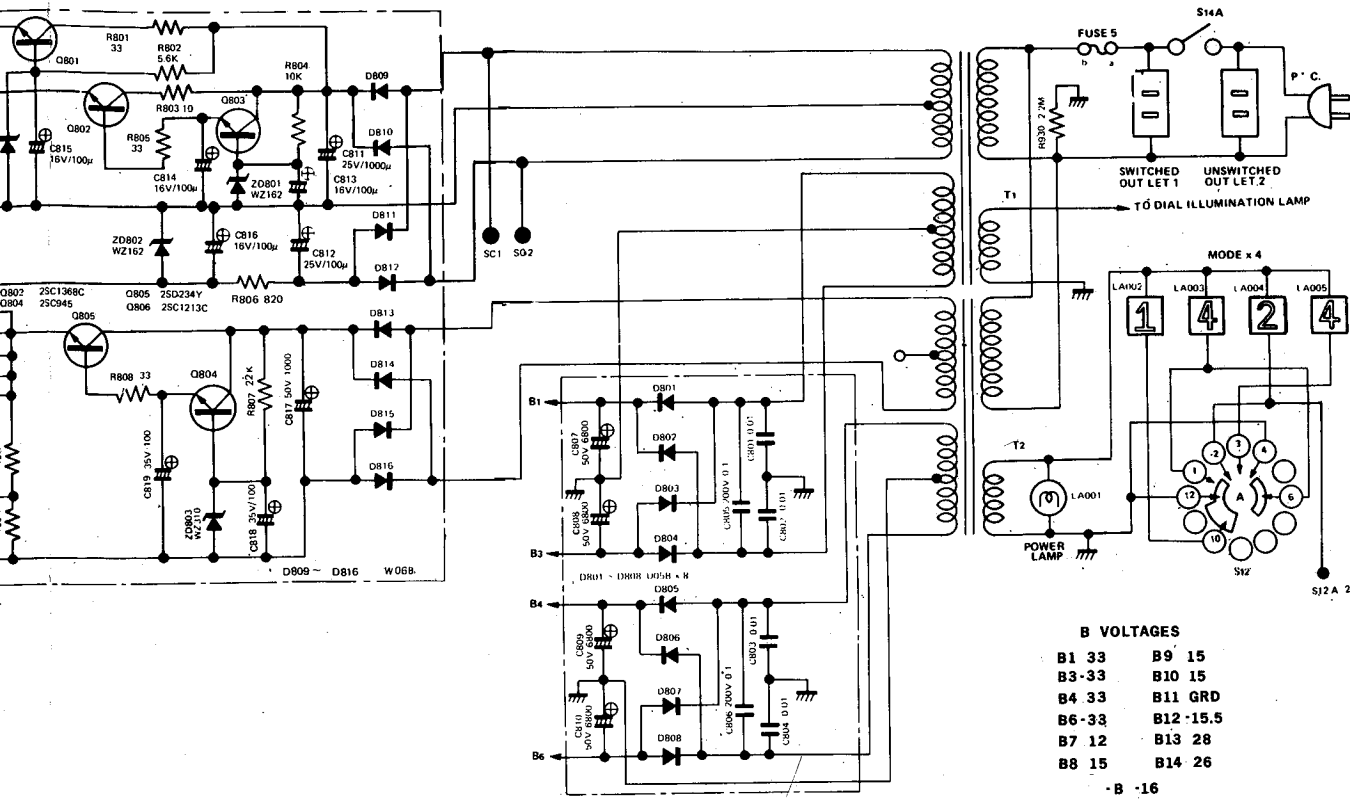 Q801
R801
33
R802
5.6K
R803 10
Q802
R805
33
Q803
R804
10K
D809
D810
C815
16V/100µ
C814
16V/100µ
ZD801
WZ162
C811
25V/1000µ
C813
16V/100µ
D811
ZD802
WZ162
C816
16V/100µ
C812
25V/100µ
R806 820
Q802 2SC1368C
Q804 2SC945
Q805 2SD234Y
Q806 2SC1213C
Q805
R808 33
Q804
R807 22K
C817 50V 1000
D813
D814
D815
D816
C819 35V 100
ZD803
WZ310
C818 35V/100
D809 ~ D816 W06B
SC1
B1
C807
50V 6800
D801
D802
D803
D804
C808
50V 6800
C805 200V 0.1
C801 0.01
C802 0.01
B3
D801 ~ D808 U05B x 8
B4
D805
D806
D807
D808
C809
50V 6800
C810
50V 6800
C806 200V 0.1
C803 0.01
C804 0.01
B6
FUSE 5
b a
S14A
R930 2.2M
SWITCHED
OUT LET 1
UNSWITCHED
OUT LET 2
T1
TO DIAL ILLUMINATION LAMP
MODE x 4
LA002
LA003
LA004
LA005
1
4
2
4
T2
LA001
POWER
LAMP
1
2
3
4
12
A
6
10
S12
S12A 2
B VOLTAGES
B1 33 B9 15
B3-33 B10 15
B4 33 B11 GRD
B6-33 B12-15.5
B7 12 B13 28
B8 15 B14 26
-B -16